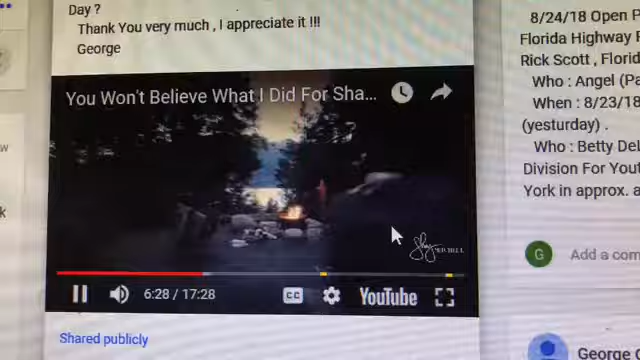 Day ?
Thank You very much , I appreciate it !!!
George
You Won't Believe What I Did For Sha...
6:28 / 17:28
CC
YouTube
Shared publicly
8/24/18 Open
Florida Highway
Rick Scott , Florid
Who : Angel (Pa
When : 8/23/18
(yesturday) .
Who : Betty DeL
Division For Yout
York in approx. a
G
Add a com
George